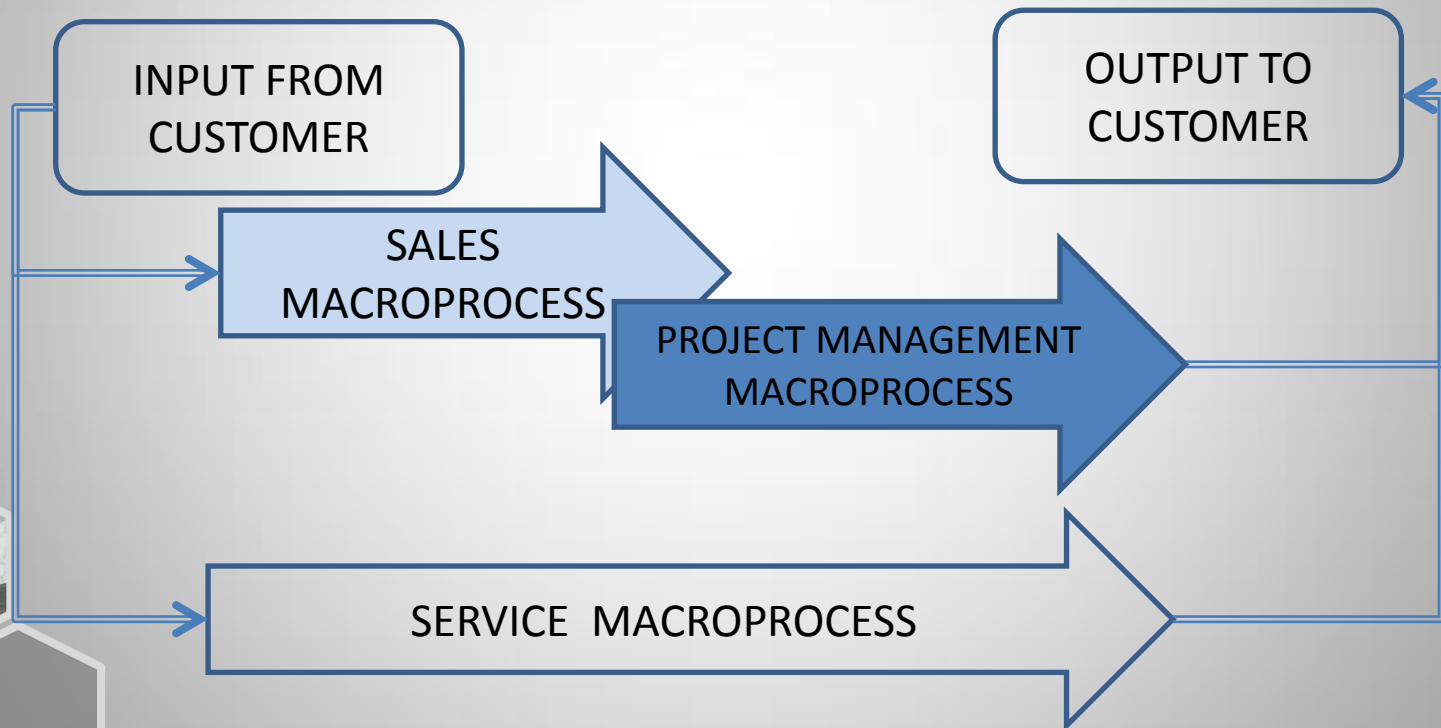 INPUT FROM
CUSTOMER
OUTPUT TO
CUSTOMER
SALES
MACROPROCESS
PROJECT MANAGEMENT
MACROPROCESS
SERVICE  MACROPROCESS